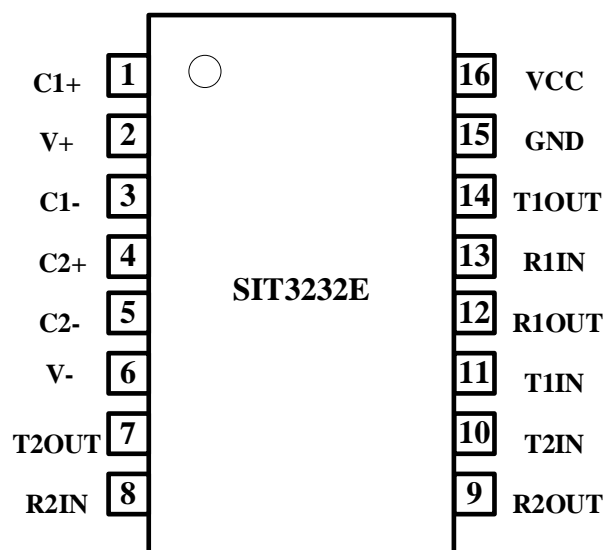 C1+ 1 16 VCC
V+ 2 15 GND
C1- 3 14 T1OUT
C2+ 4 13 R1IN
SIT3232E
C2- 5 12 R1OUT
V- 6 11 T1IN
T2OUT 7 10 T2IN
R2IN 8 9 R2OUT